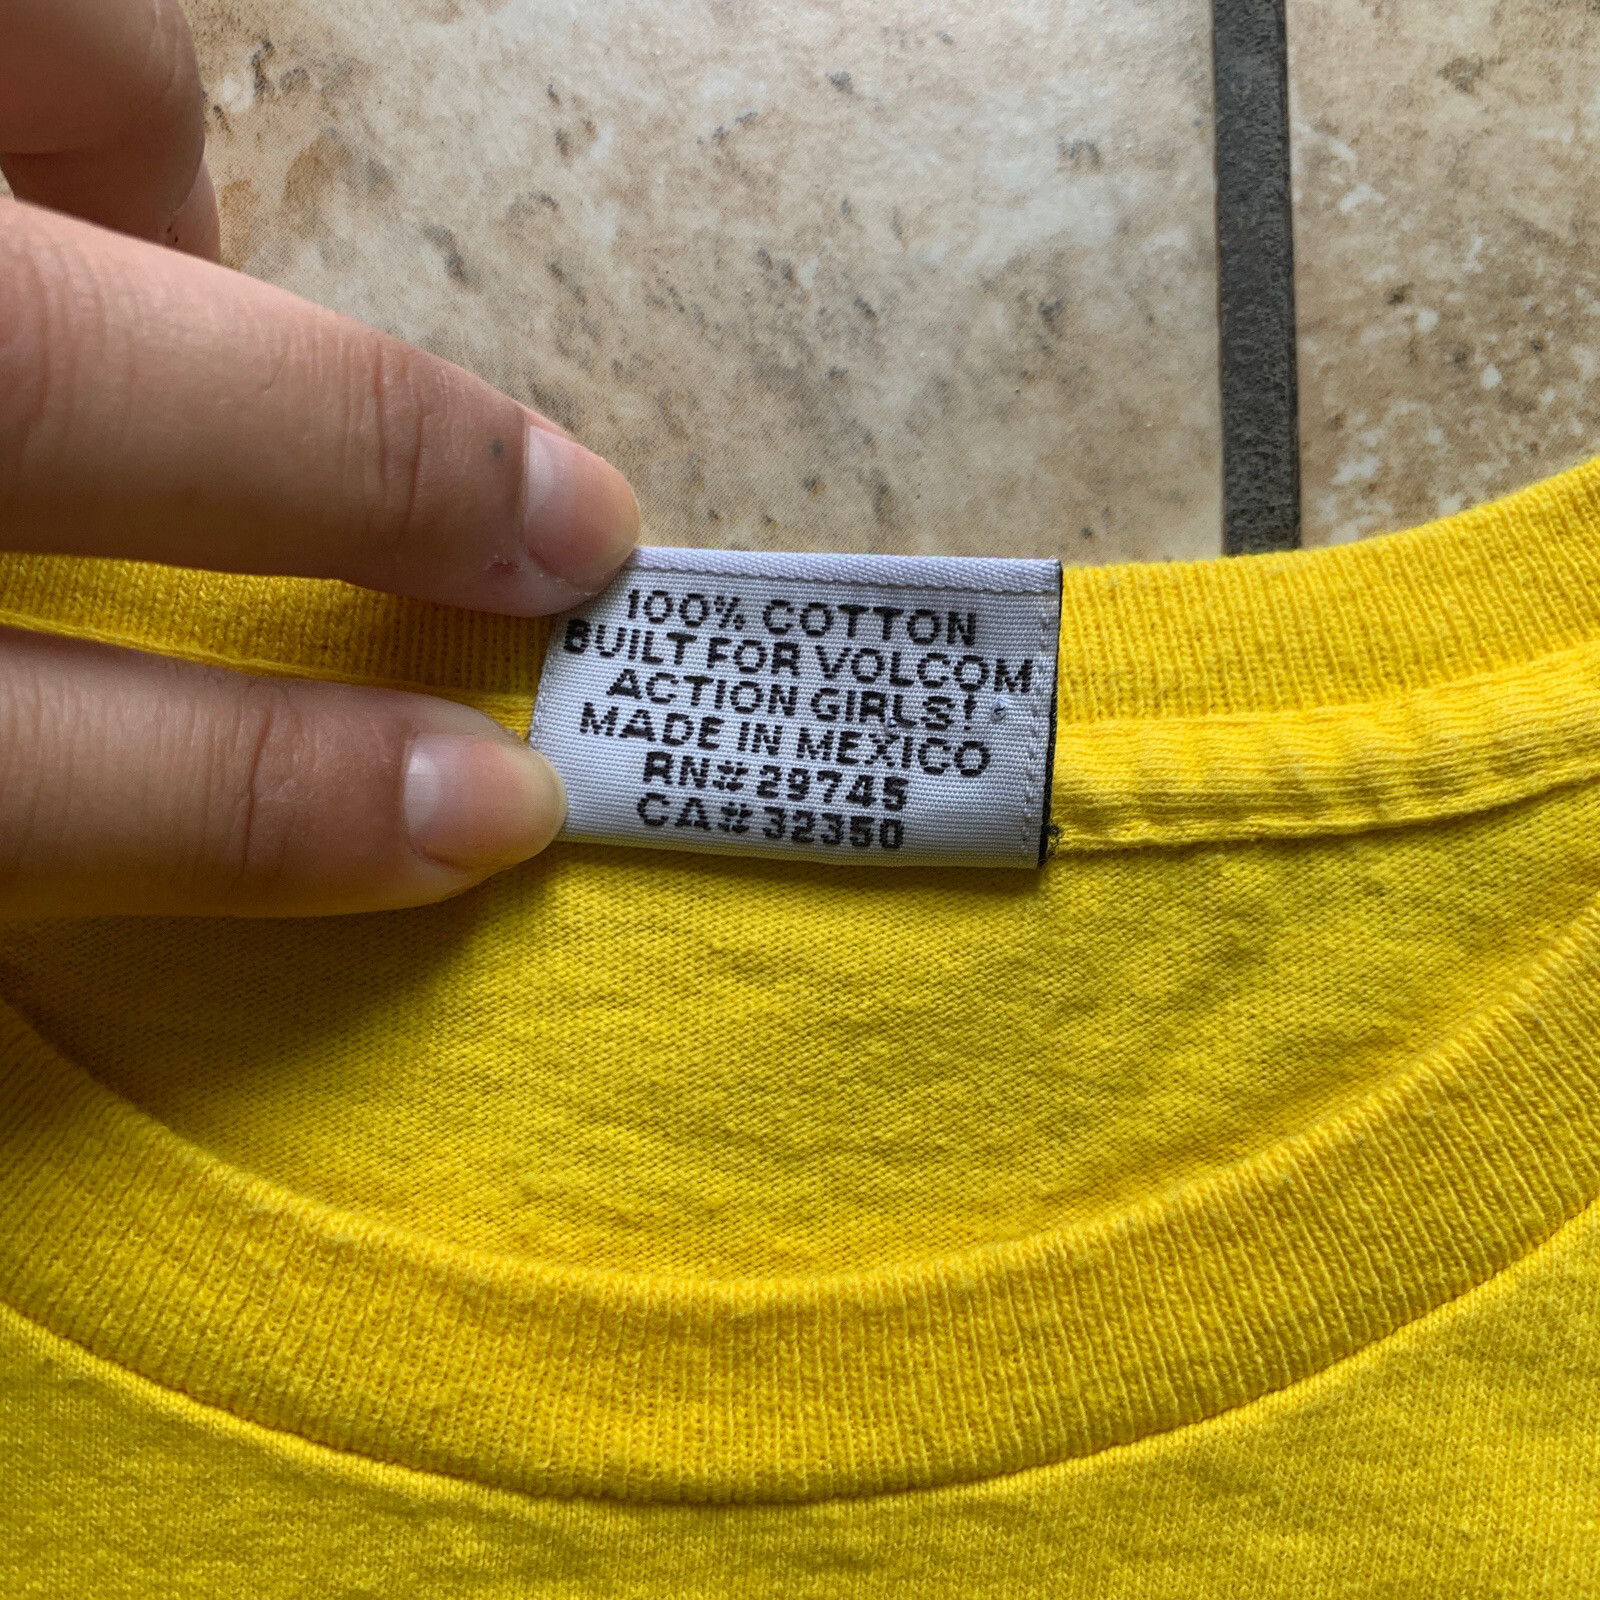 100% COTTON
BUILT FOR VOLCOM
ACTION GIRLS!
MADE IN MEXICO
RN# 29745
CA# 32350